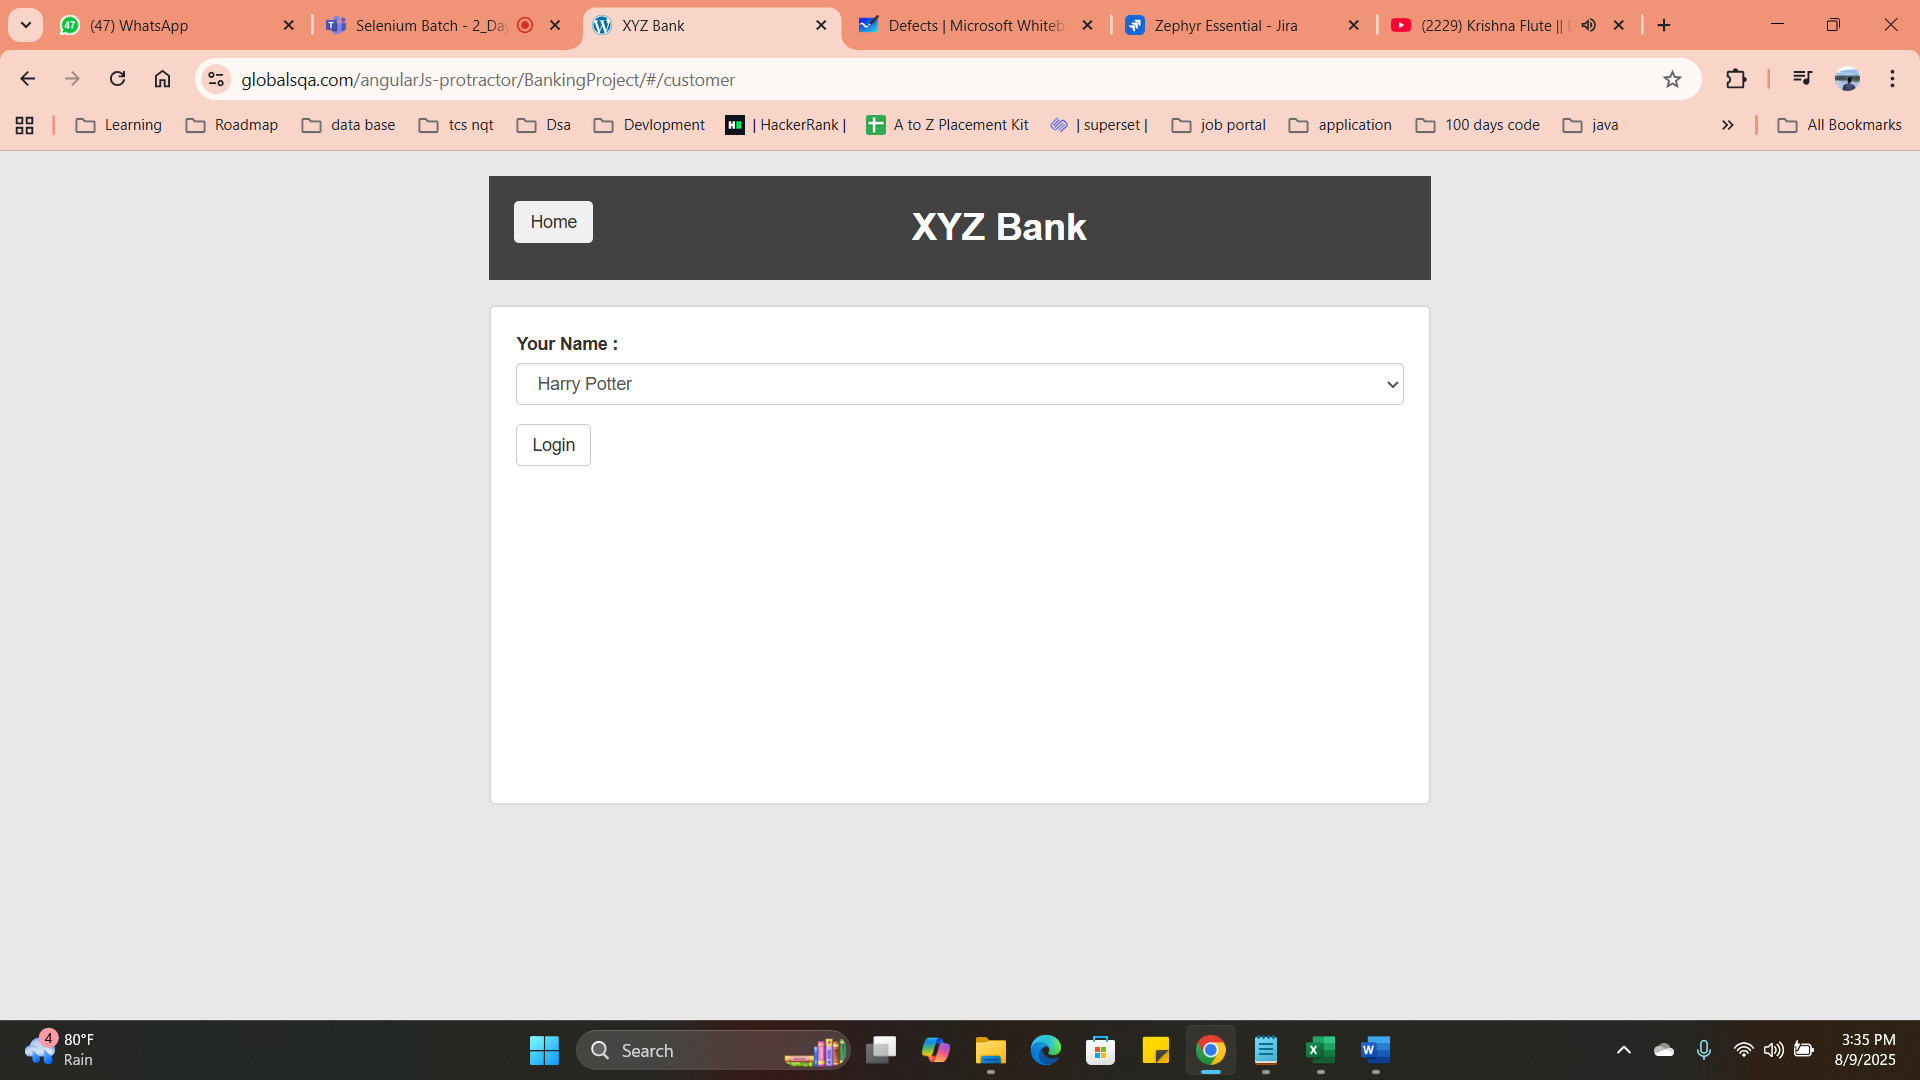 47
(47) WhatsApp
Selenium Batch - 2_Da
XYZ Bank
Defects | Microsoft Whiteb
Zephyr Essential - Jira
(2229) Krishna Flute ||
globalsqa.com/angularJs-protractor/BankingProject/#/customer
Learning
Roadmap
data base
tcs nqt
Dsa
Devlopment
| HackerRank |
A to Z Placement Kit
| superset |
job portal
application
100 days code
java
All Bookmarks
Home
XYZ Bank
Your Name :
Harry Potter
Login
4
80°F
Rain
Search
3:35 PM
8/9/2025